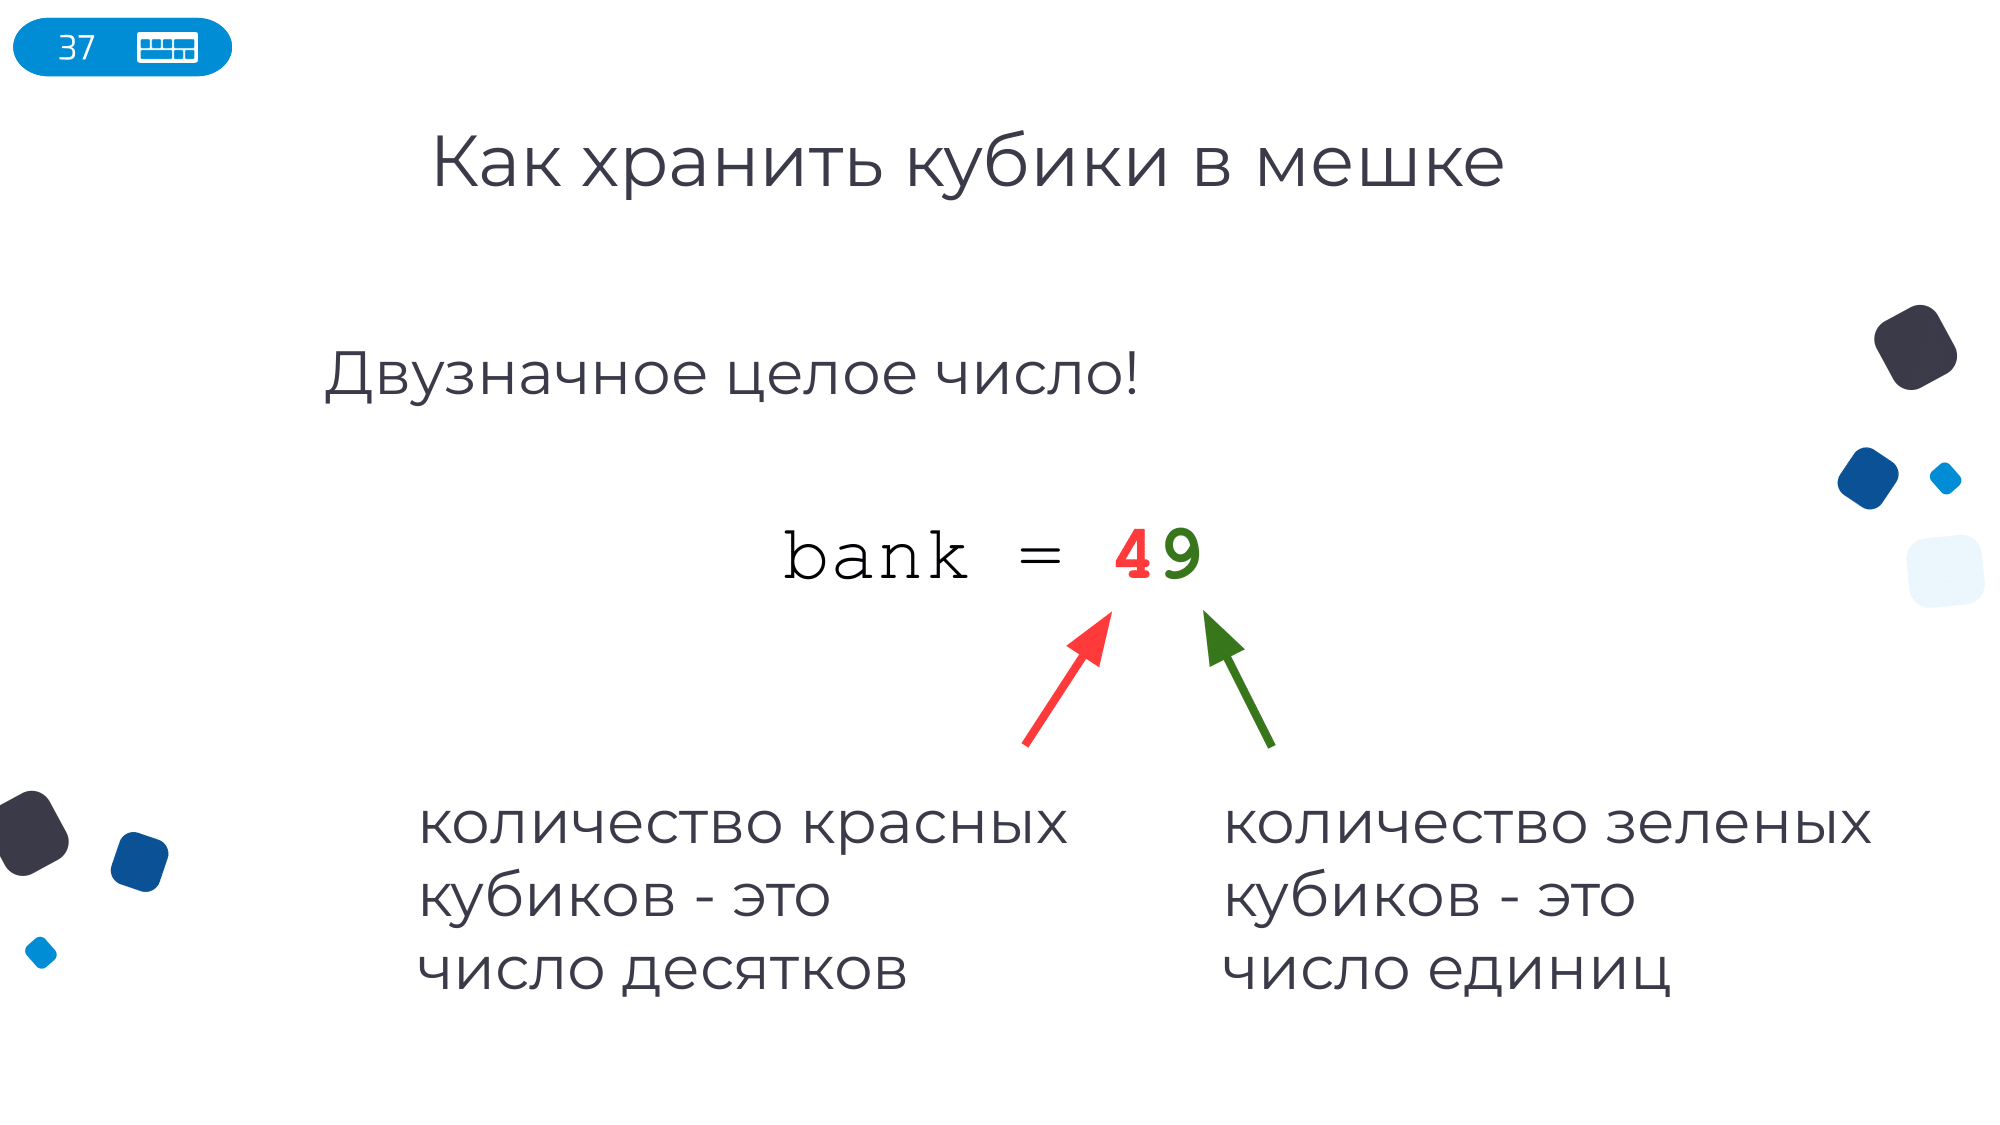 37
Как хранить кубики в мешке
Двузначное целое число!
bank = 49
количество красных
кубиков - это
число десятков
количество зеленых
кубиков - это
число единиц